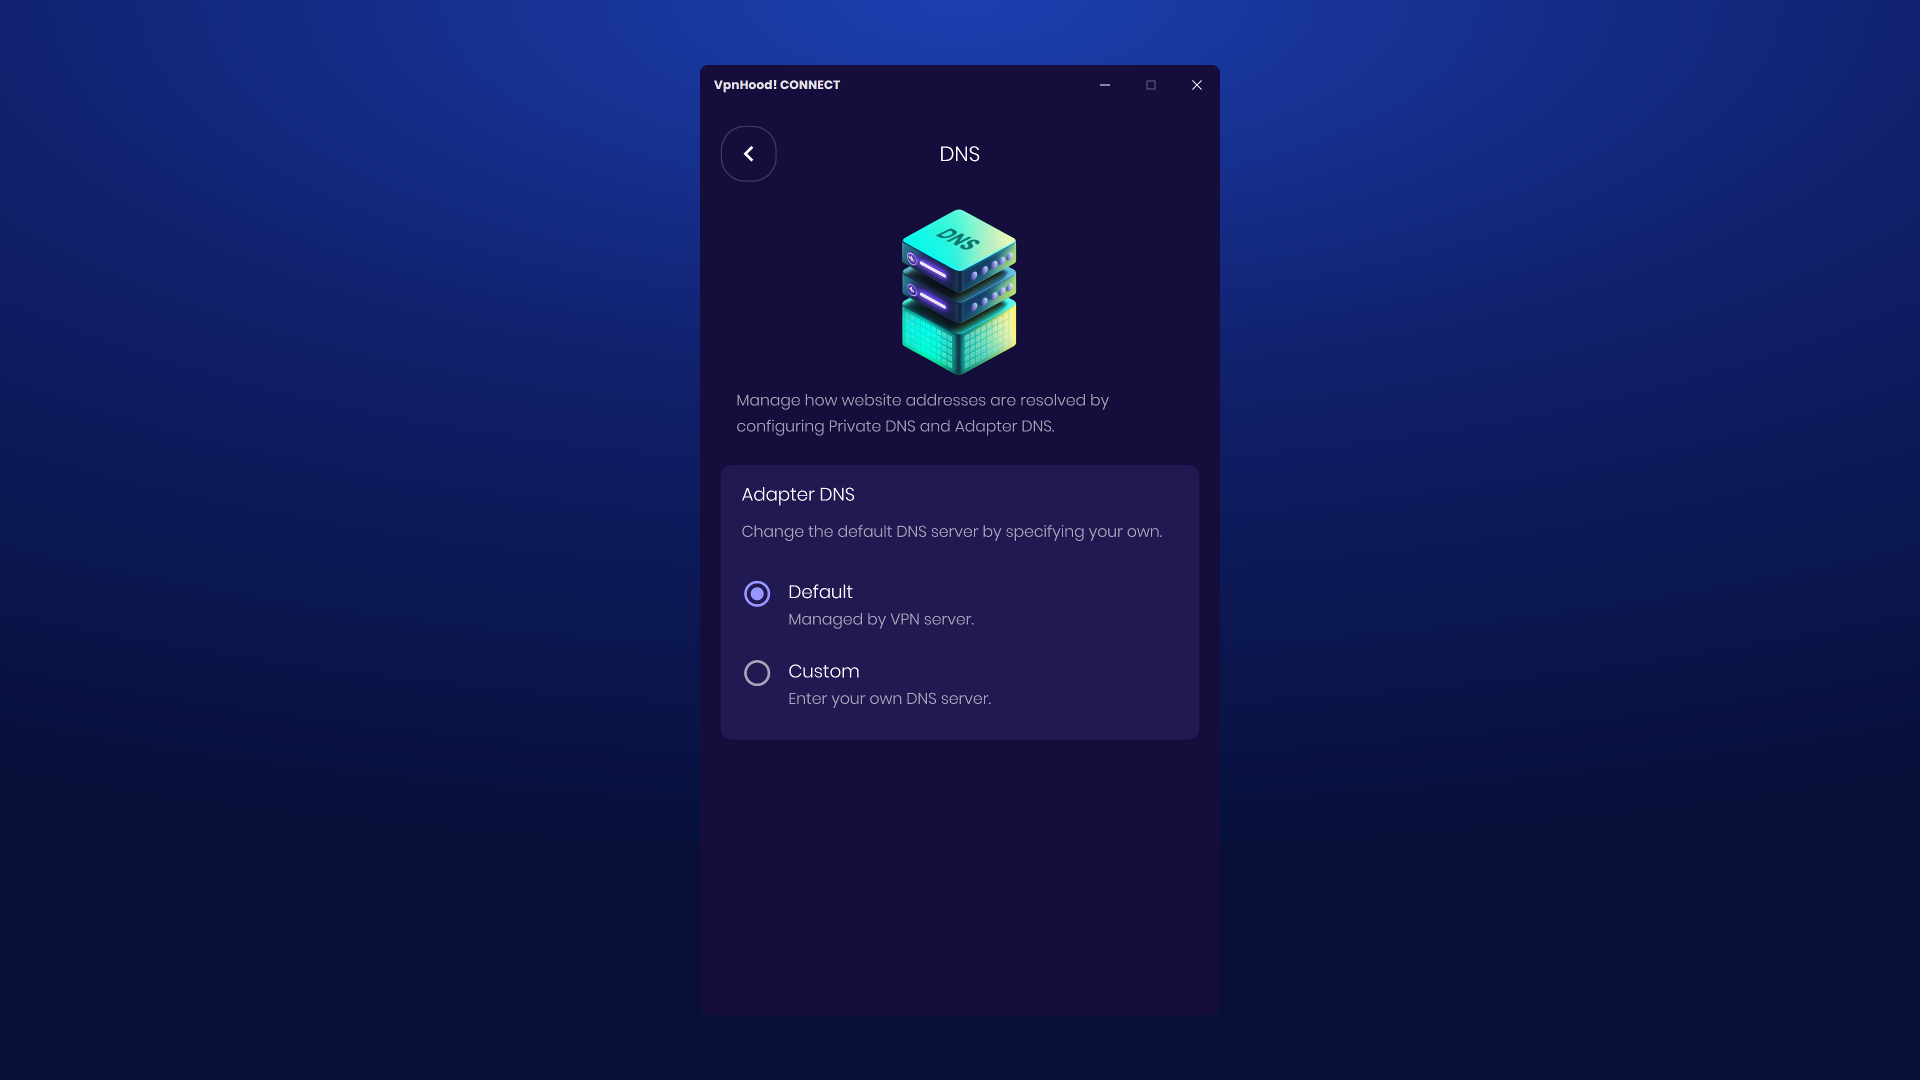 VpnHood! CONNECT
DNS
DNS
Manage how website addresses are resolved by
configuring Private DNS and Adapter DNS.
Adapter DNS
Change the default DNS server by specifying your own.
Default
Managed by VPN server.
Custom
Enter your own DNS server.